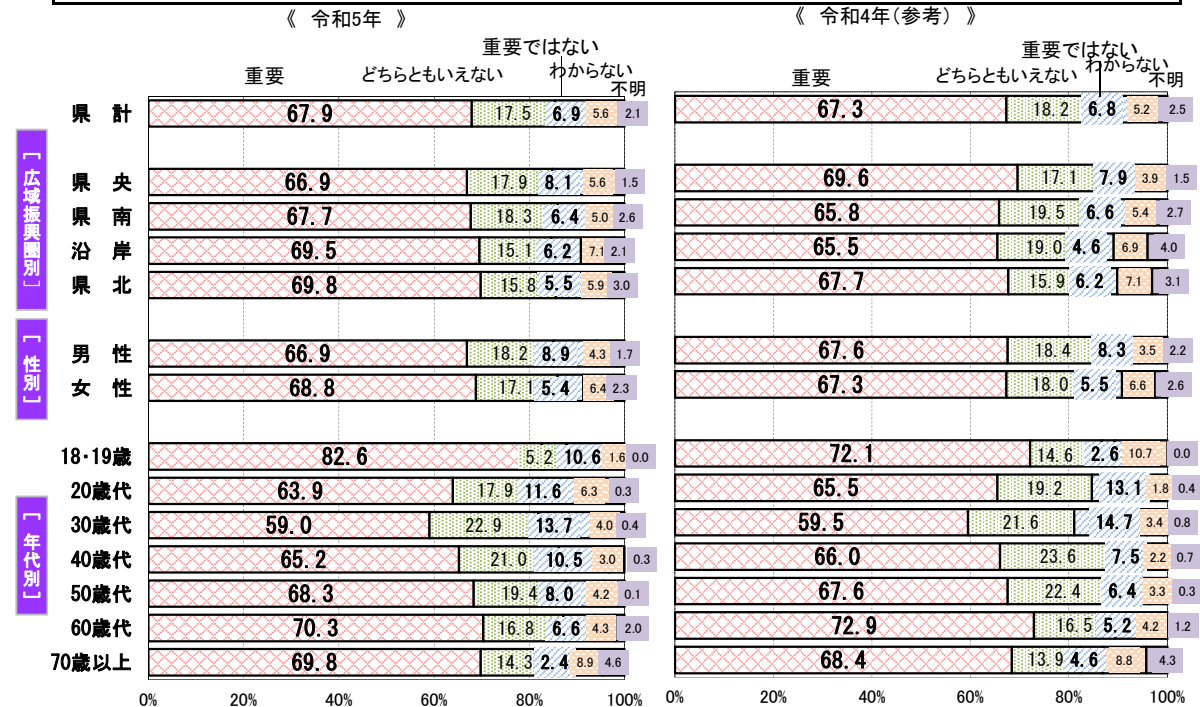 《 令和5年 》
《 令和4年(参考) 》
重要
どちらともいえない
重要ではない
わからない
不明
重要
どちらともいえない
重要ではない
わからない
不明
県 計 67.9 17.5 6.9 5.6 2.1 67.3 18.2 6.8 5.2 2.5
[広域振興圏別]
県 央 66.9 17.9 8.1 5.6 1.5 69.6 17.1 7.9 3.9 1.5
県 南 67.7 18.3 6.4 5.0 2.6 65.8 19.5 6.6 5.4 2.7
沿 岸 69.5 15.1 6.2 7.1 2.1 65.5 19.0 4.6 6.9 4.0
県 北 69.8 15.8 5.5 5.9 3.0 67.7 15.9 6.2 7.1 3.1
[性別]
男 性 66.9 18.2 8.9 4.3 1.7 67.6 18.4 8.3 3.5 2.2
女 性 68.8 17.1 5.4 6.4 2.3 67.3 18.0 5.5 6.6 2.6
[年代別]
18・19歳 82.6 5.2 10.6 1.6 0.0 72.1 14.6 2.6 10.7 0.0
20歳代 63.9 17.9 11.6 6.3 0.3 65.5 19.2 13.1 1.8 0.4
30歳代 59.0 22.9 13.7 4.0 0.4 59.5 21.6 14.7 3.4 0.8
40歳代 65.2 21.0 10.5 3.0 0.3 66.0 23.6 7.5 2.2 0.7
50歳代 68.3 19.4 8.0 4.2 0.1 67.6 22.4 6.4 3.3 0.3
60歳代 70.3 16.8 6.6 4.3 2.0 72.9 16.5 5.2 4.2 1.2
70歳以上 69.8 14.3 2.4 8.9 4.6 68.4 13.9 4.6 8.8 4.3
0% 20% 40% 60% 80% 100% 0% 20% 40% 60% 80% 100%